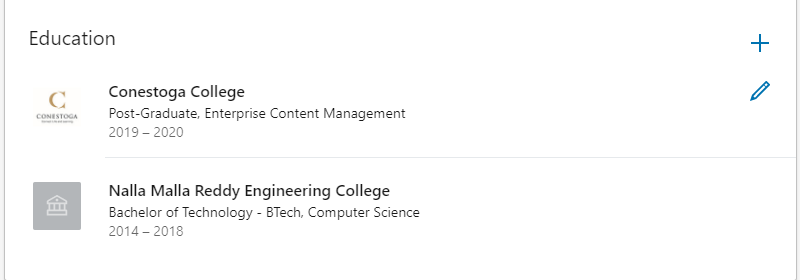 Education
Conestoga College
Post-Graduate, Enterprise Content Management
2019 – 2020
C
CONESTOGA
Nalla Malla Reddy Engineering College
Bachelor of Technology - BTech, Computer Science
2014 – 2018